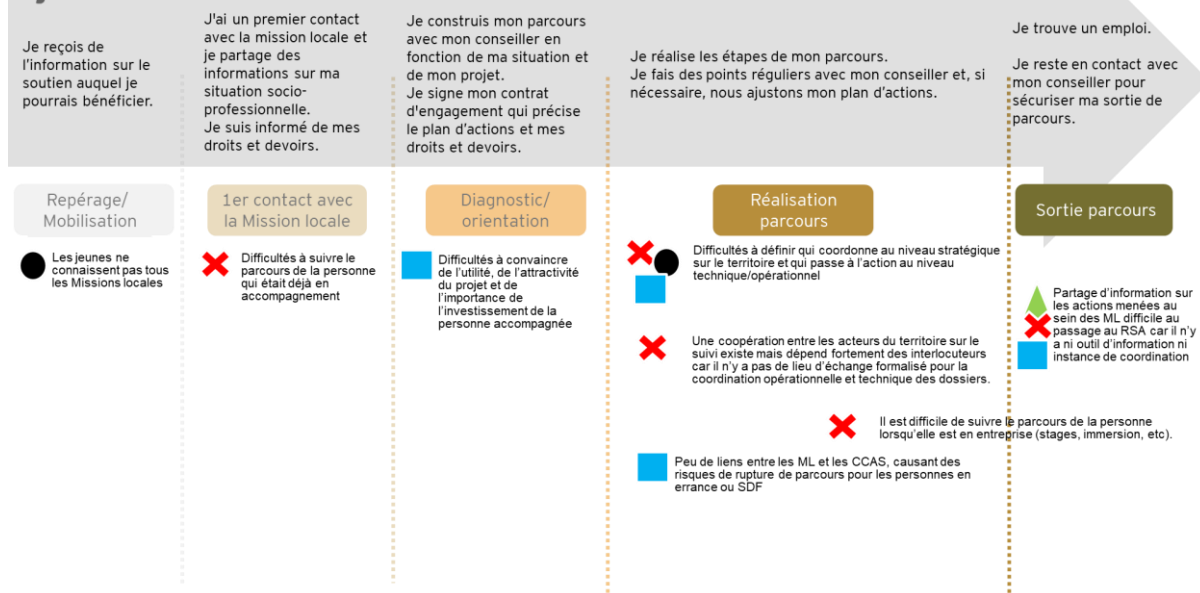 Je reçois de
l'information sur le
soutien auquel je
pourrais bénéficier.
J'ai un premier contact
avec la mission locale et
je partage des
informations sur ma
situation socio-
professionnelle.
Je suis informé de mes
droits et devoirs.
Je construis mon parcours
avec mon conseiller en
fonction de ma situation et
de mon projet.
Je signe mon contrat
d'engagement qui précise
le plan d'actions et mes
droits et devoirs.
Je réalise les étapes de mon parcours.
Je fais des points réguliers avec mon conseiller et, si
nécessaire, nous ajustons mon plan d'actions.
Je trouve un emploi.
Je reste en contact avec
mon conseiller pour
sécuriser ma sortie de
parcours.
Repérage/
Mobilisation
1er contact avec
la Mission locale
Diagnostic/
orientation
Réalisation
parcours
Sortie parcours
Les jeunes ne
connaissent pas tous
les Missions locales
Difficultés à suivre le
parcours de la personne
qui était déjà en
accompagnement
Difficultés à convaincre
de l'utilité, de l'attractivité
du projet et de
l'importance de
l'investissement de la
personne accompagnée
Difficultés à définir qui coordonne au niveau stratégique
sur le territoire et qui passe à l'action au niveau
technique/opérationnel
Une coopération entre les acteurs du territoire sur le
suivi existe mais dépend fortement des interlocuteurs
car il n'y a pas de lieu d'échange formalisé pour la
coordination opérationnelle et technique des dossiers.
Il est difficile de suivre le parcours de la personne
lorsqu'elle est en entreprise (stages, immersion, etc).
Peu de liens entre les ML et les CCAS, causant des
risques de rupture de parcours pour les personnes en
errance ou SDF
Partage d'information sur
les actions menées au
sein des ML difficile au
passage au RSA car il n'y
a ni outil d'information ni
instance de coordination